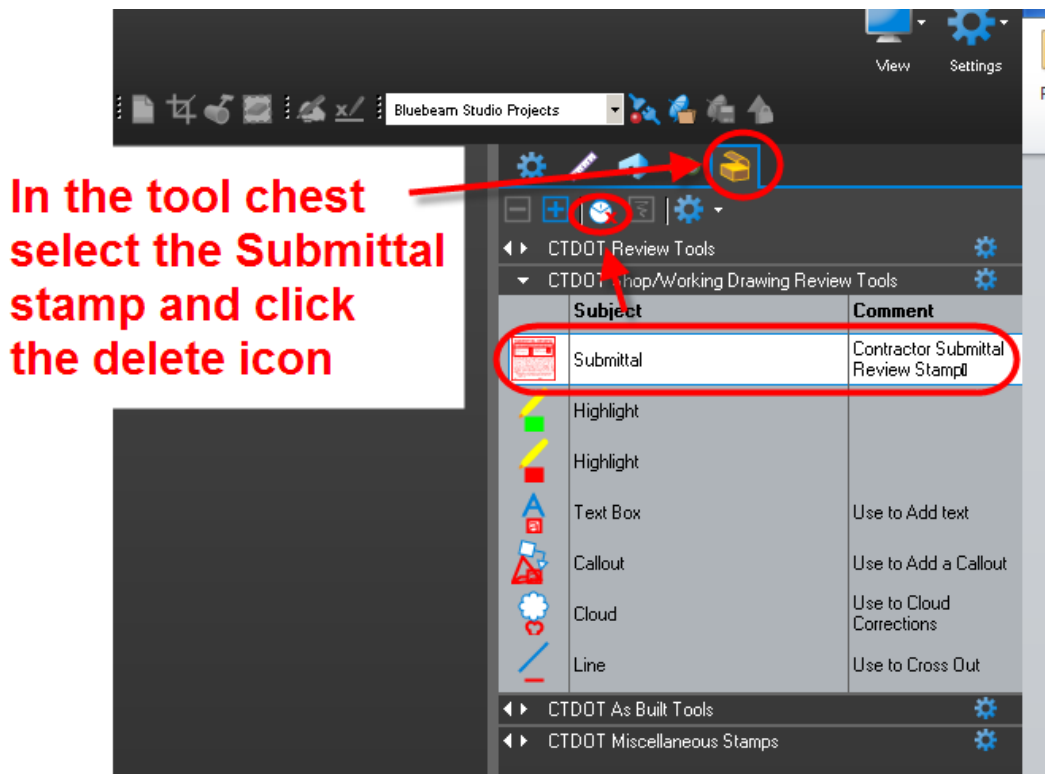 View Settings
Bluebeam Studio Projects
In the tool chest
select the Submittal
stamp and click
the delete icon
CTDOT Review Tools
CTDOT Shop/Working Drawing Review Tools
Subject Comment
Submittal Contractor Submittal
Review Stamp
Highlight
Highlight
Text Box Use to Add text
Callout Use to Add a Callout
Cloud Use to Cloud
Corrections
Line Use to Cross Out
CTDOT As Built Tools
CTDOT Miscellaneous Stamps